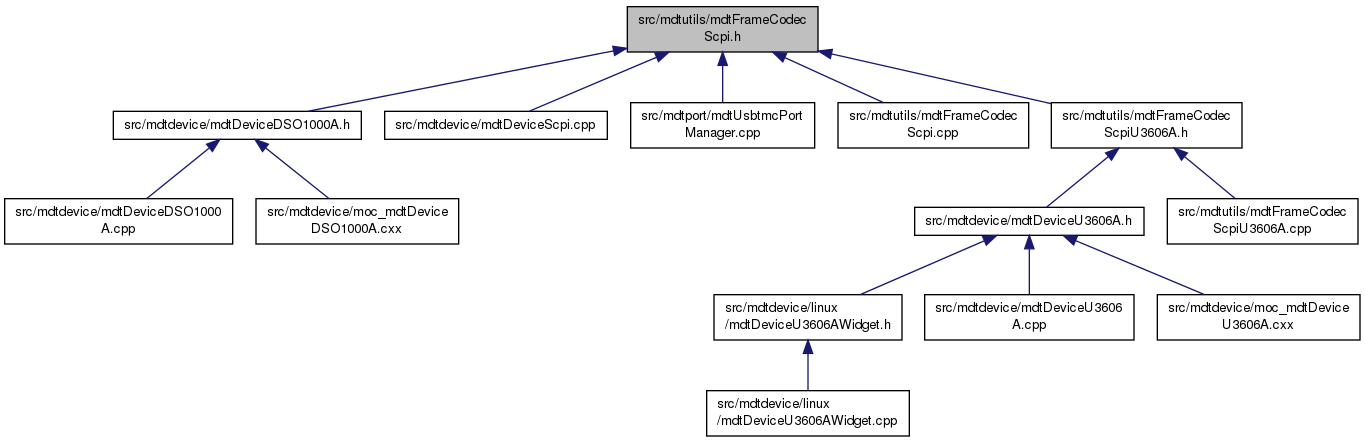 src/mdtutils/mdtFrameCodec
Scpi.h
src/mdtdevice/mdtDeviceDSO1000A.h
src/mdtdevice/mdtDeviceScpi.cpp
src/mdtport/mdtUsbtmcPort
Manager.cpp
src/mdtutils/mdtFrameCodec
Scpi.cpp
src/mdtutils/mdtFrameCodec
ScpiU3606A.h
src/mdtdevice/mdtDeviceDSO1000
A.cpp
src/mdtdevice/moc_mdtDevice
DSO1000A.cxx
src/mdtdevice/mdtDeviceU3606A.h
src/mdtutils/mdtFrameCodec
ScpiU3606A.cpp
src/mdtdevice/linux
/mdtDeviceU3606AWidget.h
src/mdtdevice/mdtDeviceU3606
A.cpp
src/mdtdevice/moc_mdtDevice
U3606A.cxx
src/mdtdevice/linux
/mdtDeviceU3606AWidget.cpp